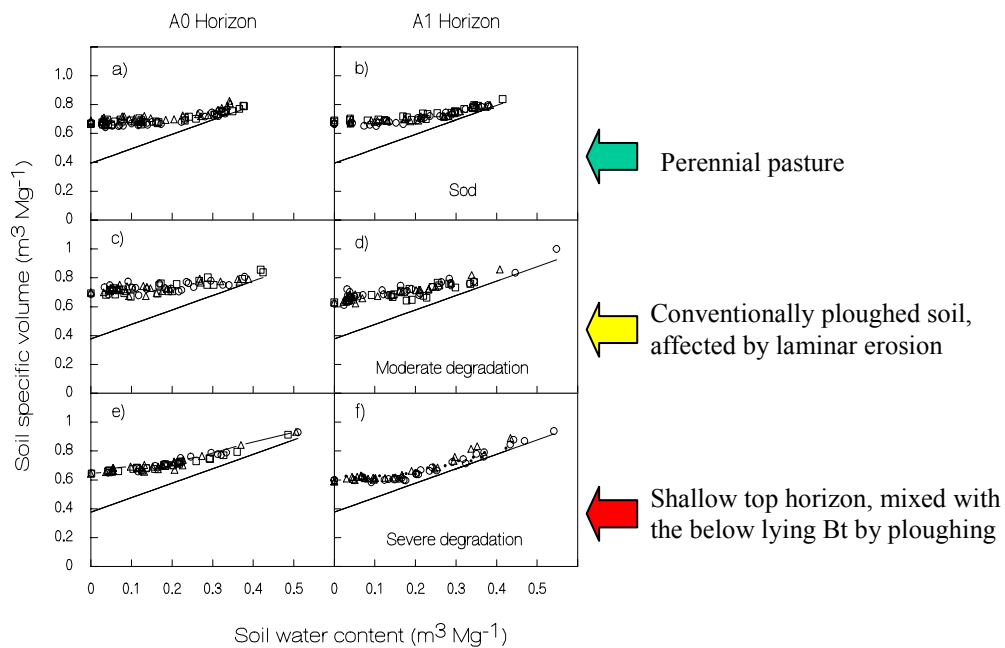 A0 Horizon
A1 Horizon
Soil specific volume (m³ Mg⁻¹)
1.0
0.8
0.6
0.4
0.2
0
a)
b)
Sod
Perennial pasture
1
0.8
0.6
0.4
0.2
0
c)
d)
Moderate degradation
Conventionally ploughed soil,
affected by laminar erosion
1
0.8
0.6
0.4
0.2
0
e)
f)
Severe degradation
Shallow top horizon, mixed with
the below lying Bt by ploughing
0 0.1 0.2 0.3 0.4 0.5
0 0.1 0.2 0.3 0.4 0.5
Soil water content (m³ Mg⁻¹)